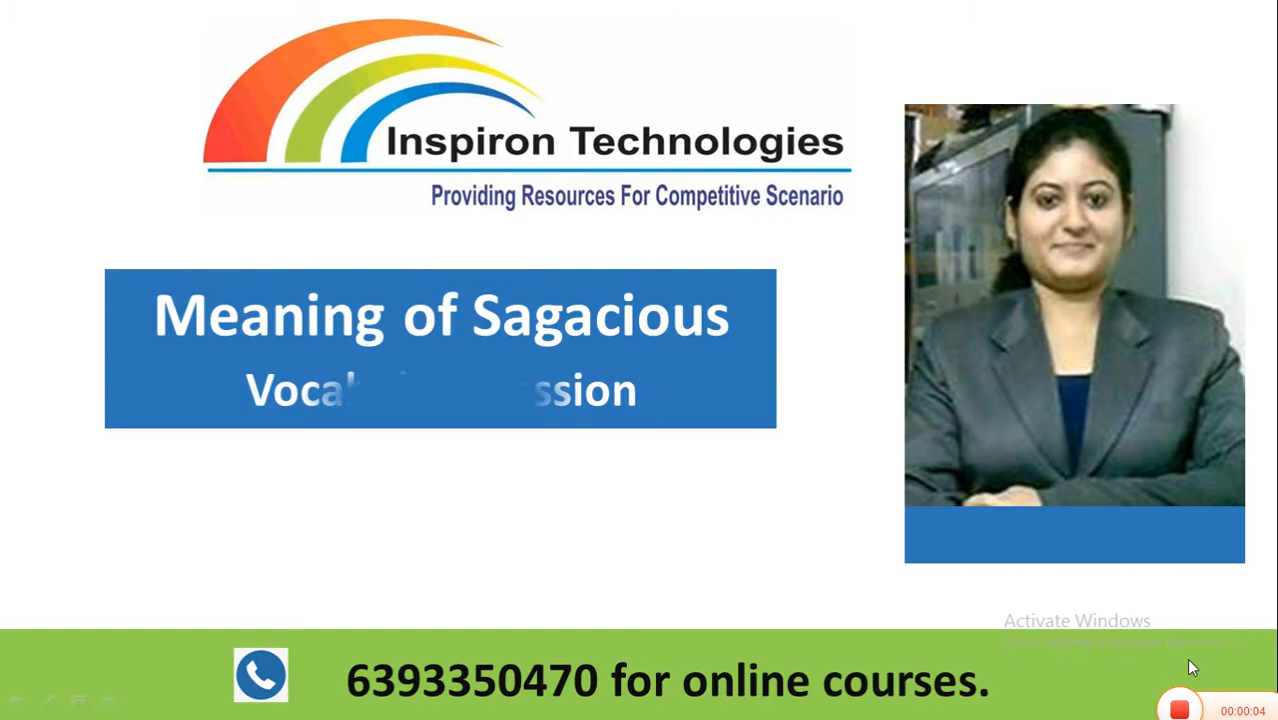 Inspiron Technologies
Providing Resources For Competitive Scenario
Meaning of Sagacious
Activate Windows
6393350470 for online courses.
00:00:04